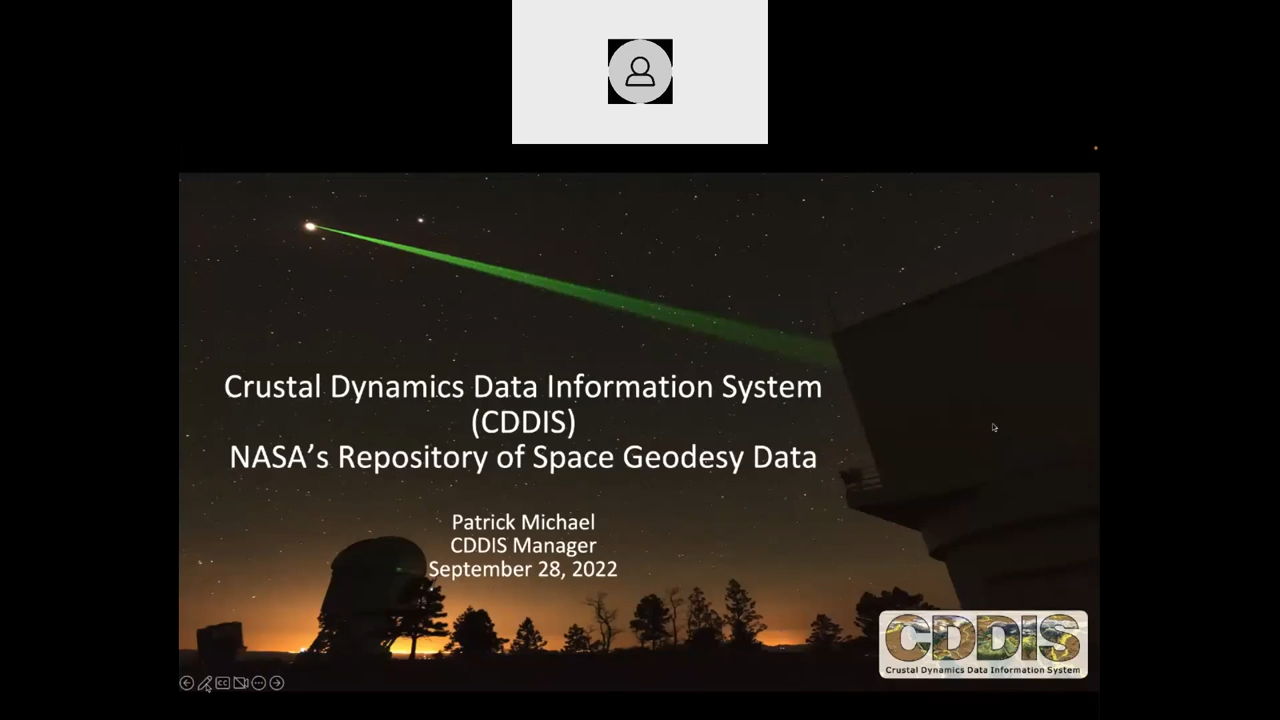 Crustal Dynamics Data Information System
(CDDIS)
NASA's Repository of Space Geodesy Data
Patrick Michael
CDDIS Manager
September 28, 2022
CDDIS
Crustal Dynamics Data Information System
CC